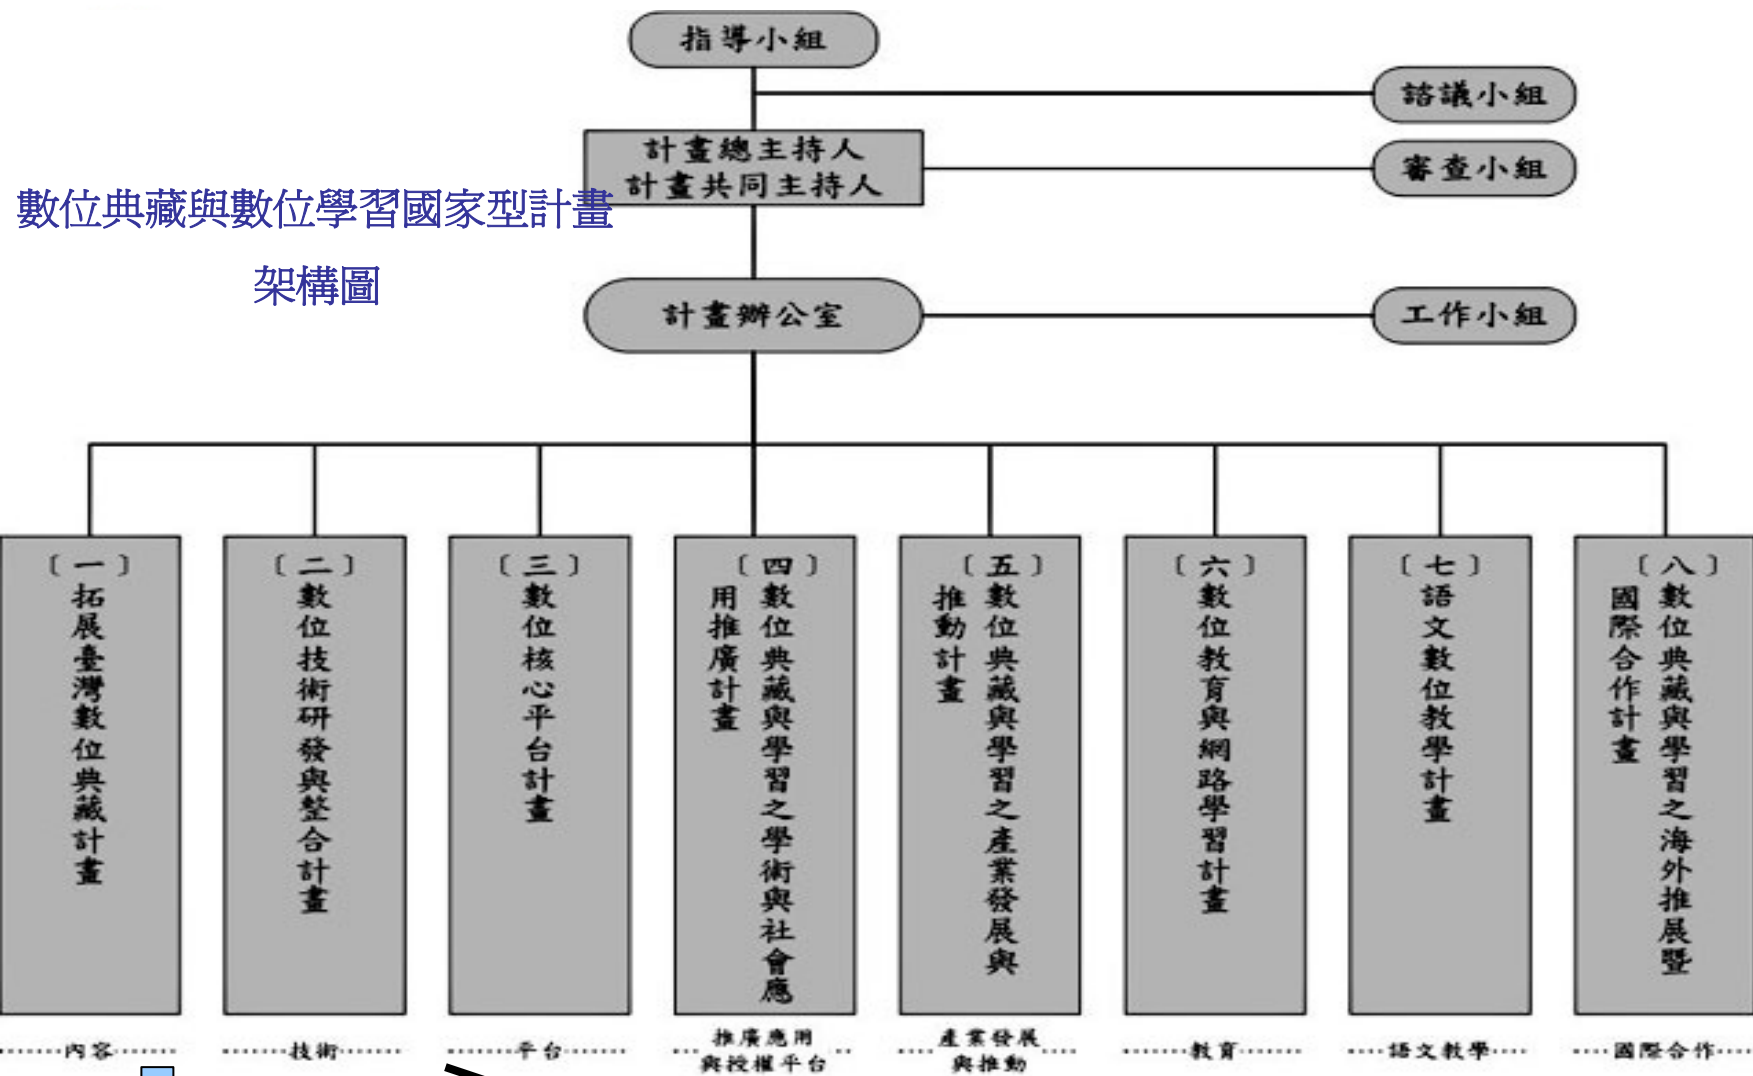 指導小組
諮議小組
計畫總主持人
計畫共同主持人
審查小組
數位典藏與數位學習國家型計畫
架構圖
計畫辦公室
工作小組
〔一〕
拓展臺灣數位典藏計畫
〔二〕
數位技術研發與整合計畫
〔三〕
數位核心平台計畫
〔四〕
數位典藏與學習之學術與社會應
用推廣計畫
〔五〕
數位典藏與學習之產業發展與
推動計畫
〔六〕
數位教育與網路學習計畫
〔七〕
語文數位教學計畫
〔八〕
數位典藏與學習之海外推展暨
國際合作計畫
內容
技術
平台
推廣應用
與授權平台
產業發展
與推動
教育
語文教學
國際合作